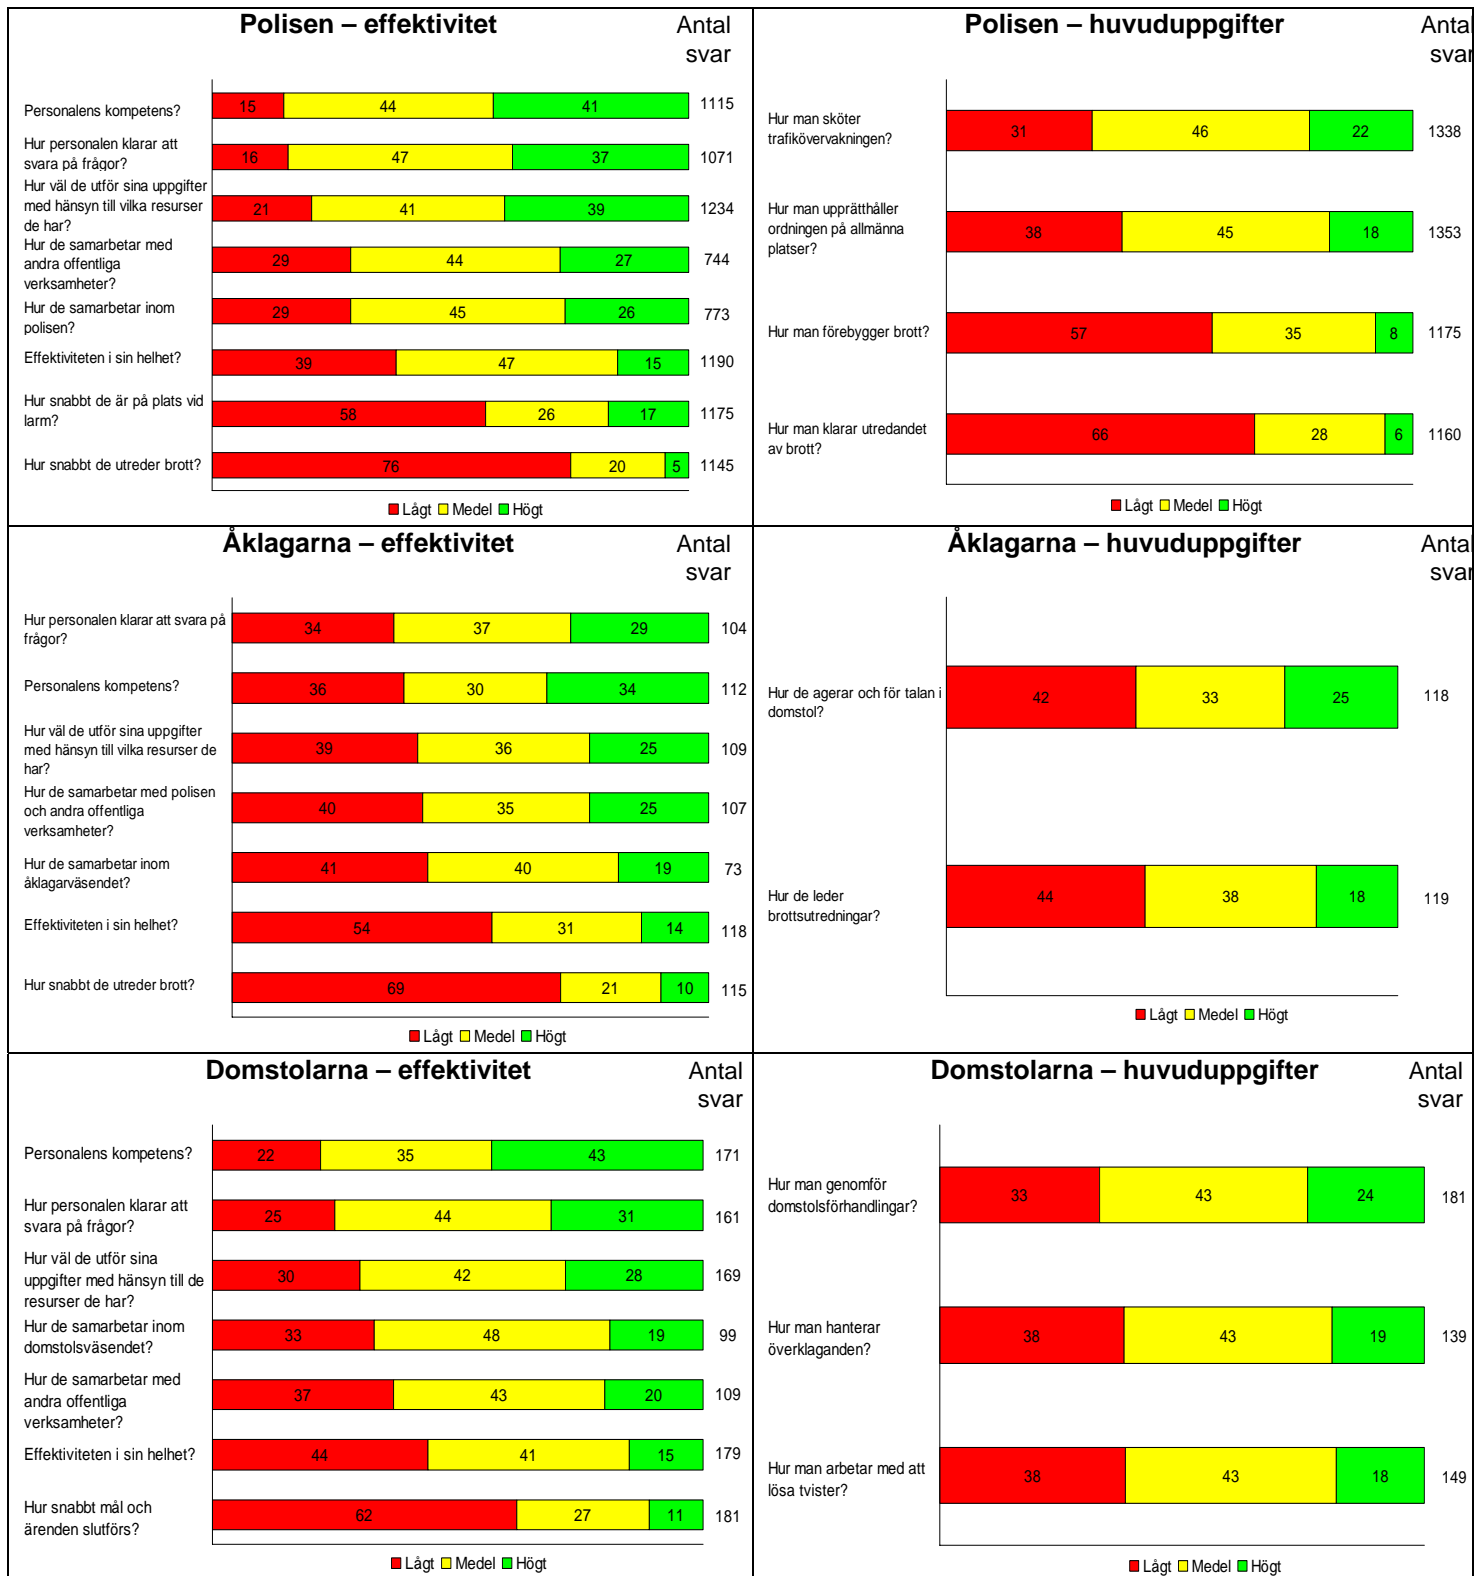 Polisen – effektivitet
Antal
svar
Personalens kompetens?
15 44 41 1115
Hur personalen klarar att
svara på frågor?
16 47 37 1071
Hur väl de utför sina uppgifter
med hänsyn till vilka resurser
de har?
21 41 39 1234
Hur de samarbetar med
andra offentliga
verksamheter?
29 44 27 744
Hur de samarbetar inom
polisen?
29 45 26 773
Effektiviteten i sin helhet?
39 47 15 1190
Hur snabbt de är på plats vid
larm?
58 26 17 1175
Hur snabbt de utreder brott?
76 20 5 1145
Lågt Medel Högt
Polisen – huvuduppgifter
Antal
svar
Hur man sköter
trafikövervakningen?
31 46 22 1338
Hur man upprätthåller
ordningen på allmänna
platser?
38 45 18 1353
Hur man förebygger brott?
57 35 8 1175
Hur man klarar utredandet
av brott?
66 28 6 1160
Lågt Medel Högt
Åklagarna – effektivitet
Antal
svar
Hur personalen klarar att svara på
frågor?
34 37 29 104
Personalens kompetens?
36 30 34 112
Hur väl de utför sina uppgifter
med hänsyn till vilka resurser de
har?
39 36 25 109
Hur de samarbetar med polisen
och andra offentliga
verksamheter?
40 35 25 107
Hur de samarbetar inom
åklagarväsendet?
41 40 19 73
Effektiviteten i sin helhet?
54 31 14 118
Hur snabbt de utreder brott?
69 21 10 115
Lågt Medel Högt
Åklagarna – huvuduppgifter
Antal
svar
Hur de agerar och för talan i
domstol?
42 33 25 118
Hur de leder
brottsutredningar?
44 38 18 119
Lågt Medel Högt
Domstolarna – effektivitet
Antal
svar
Personalens kompetens?
22 35 43 171
Hur personalen klarar att
svara på frågor?
25 44 31 161
Hur väl de utför sina
uppgifter med hänsyn till de
resurser de har?
30 42 28 169
Hur de samarbetar inom
domstolsväsendet?
33 48 19 99
Hur de samarbetar med
andra offentliga
verksamheter?
37 43 20 109
Effektiviteten i sin helhet?
44 41 15 179
Hur snabbt mål och
ärenden slutförs?
62 27 11 181
Lågt Medel Högt
Domstolarna – huvuduppgifter
Antal
svar
Hur man genomför
domstolsförhandlingar?
33 43 24 181
Hur man hanterar
överklaganden?
38 43 19 139
Hur man arbetar med att
lösa tvister?
38 43 18 149
Lågt Medel Högt